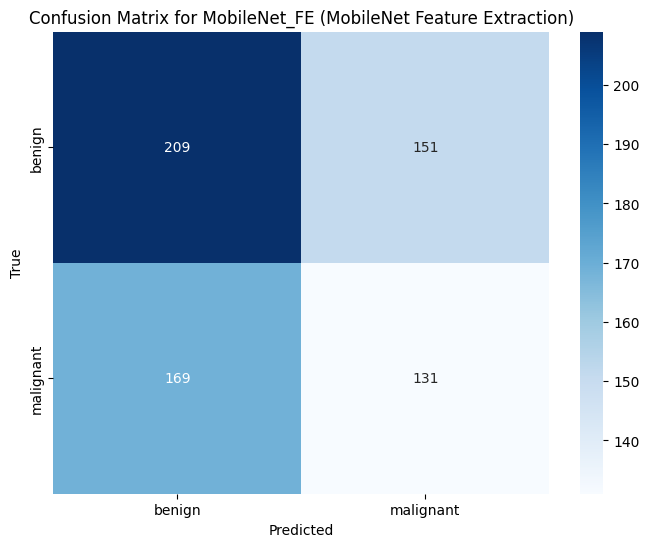 Confusion Matrix for MobileNet_FE (MobileNet Feature Extraction)
benign
malignant
True
209
151
169
131
benign
malignant
Predicted
200
190
180
170
160
150
140